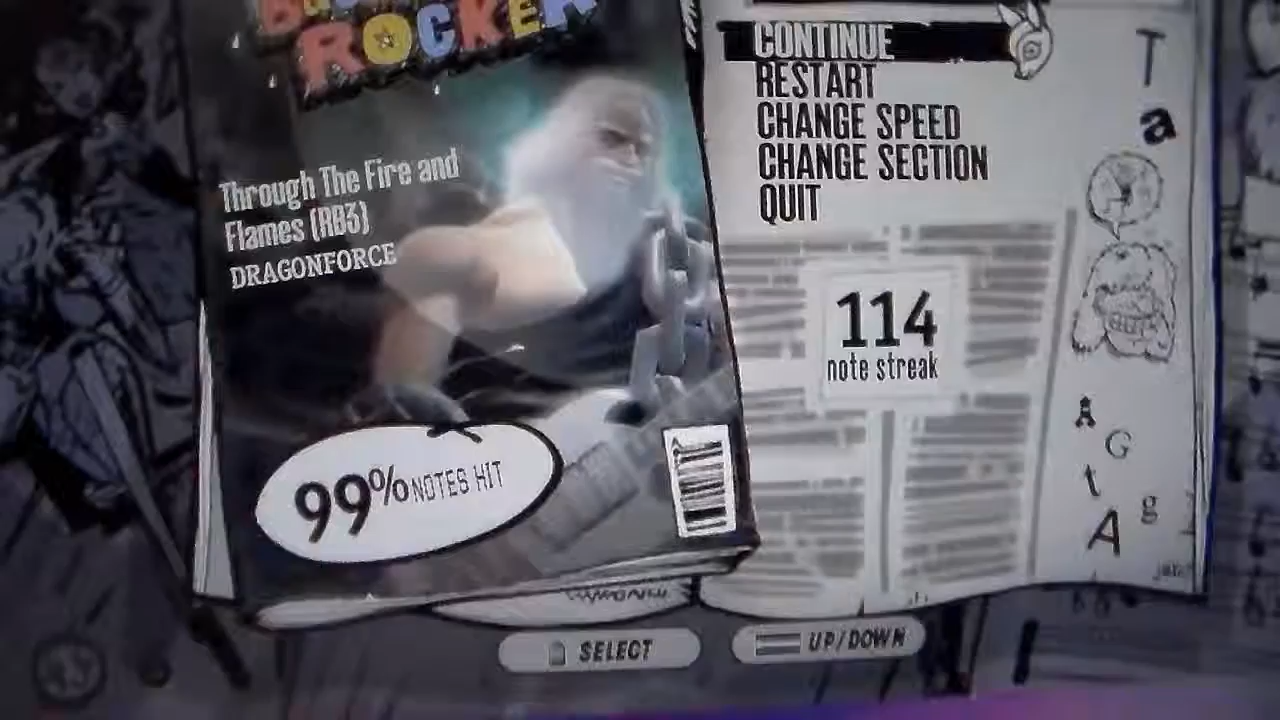 ROCKER
Through The Fire and
Flames (RB3)
DRAGONFORCE
99% NOTES HIT
CONTINUE
RESTART
CHANGE SPEED
CHANGE SECTION
QUIT
114
note streak
T
a
A
G
t
g
A
SELECT
UP/DOWN